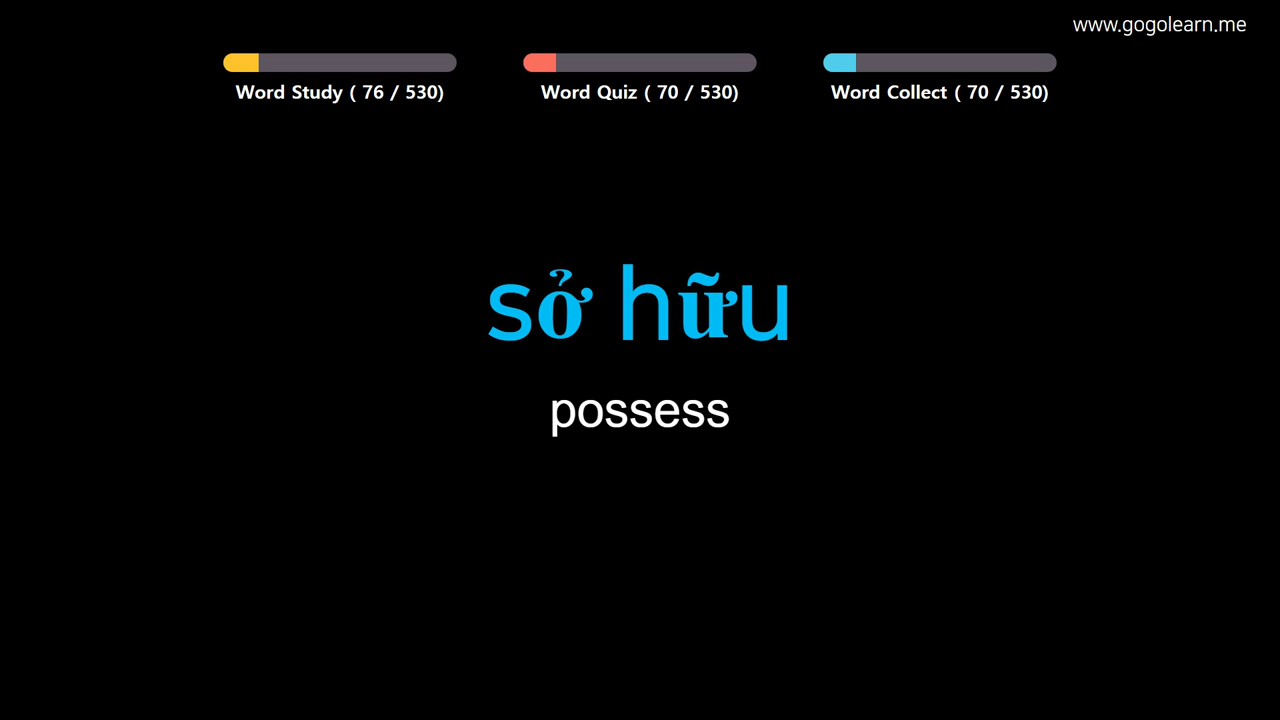 www.gogolearn.me
Word Study ( 76 / 530)
Word Quiz ( 70 / 530)
Word Collect ( 70 / 530)
sở hữu
possess